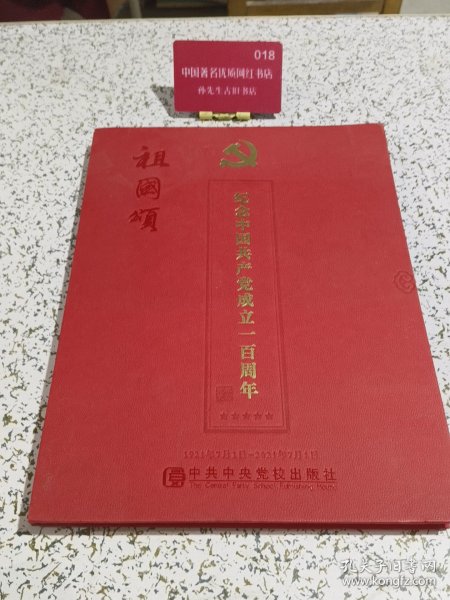 018
中国著名优质网红书店
孙先生古旧书店
祖國頌
纪念中国共产党成立一百周年
1921年7月1日-2021年7月1日
中共中央党校出版社
The Central Party School Publishing House
孔夫子旧书网
www.kongfz.com